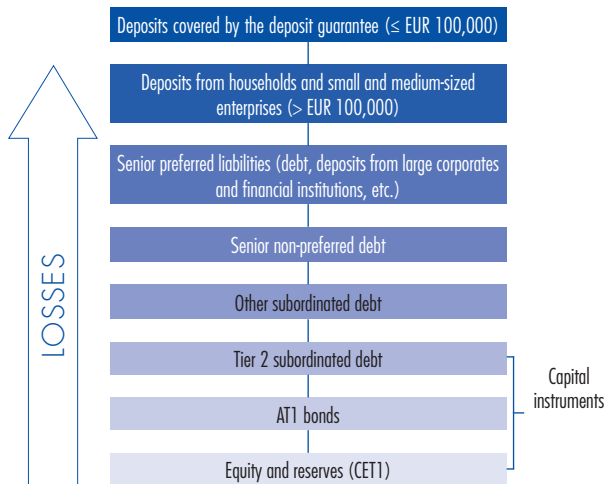 Deposits covered by the deposit guarantee (≤ EUR 100,000)
Deposits from households and small and medium-sized
enterprises (> EUR 100,000)
Senior preferred liabilities (debt, deposits from large corporates
and financial institutions, etc.)
Senior non-preferred debt
Other subordinated debt
Tier 2 subordinated debt
AT1 bonds
Equity and reserves (CET1)
LOSSES
Capital
instruments